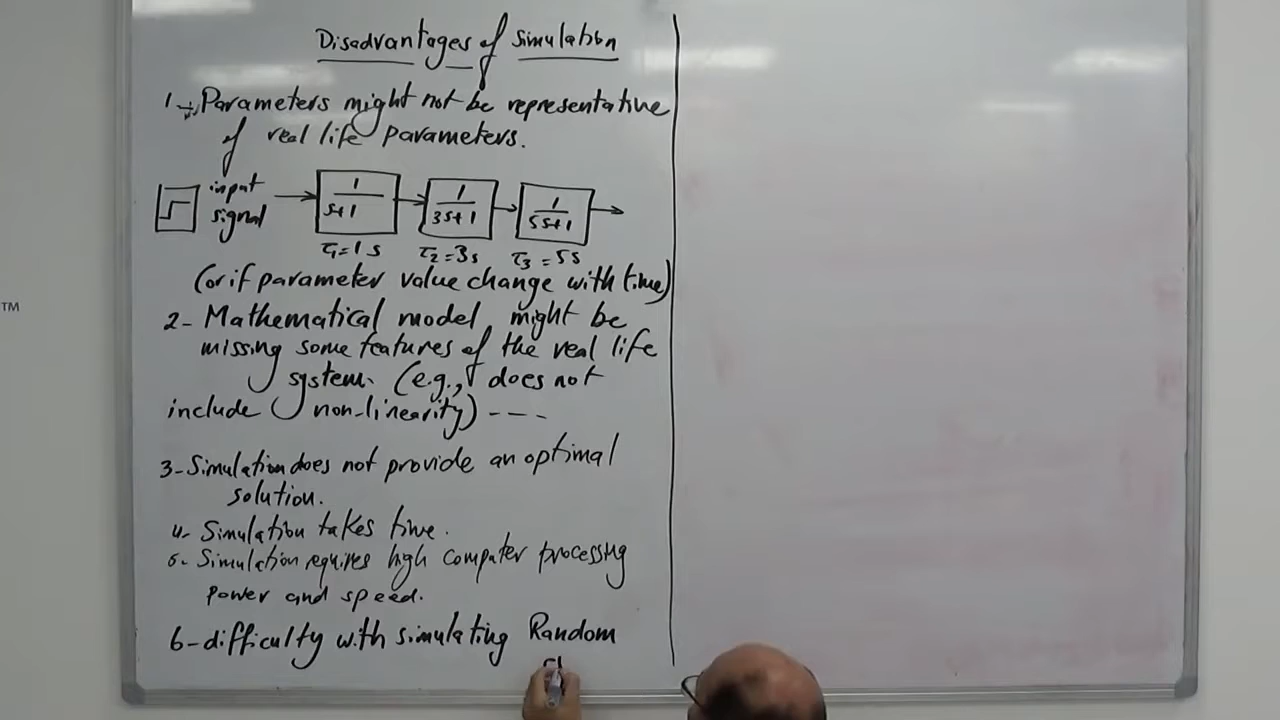 Disadvantages of simulation
1 - Parameters might not be representative
of real life parameters.
input
signal
1
s+1
1
3s+1
1
5s+1
τ1=1s τ2=3s τ3=5s
(or if parameter value change with time)
2- Mathematical model might be
missing some features of the real life
system. (e.g., does not
include non-linearity) ----
3-Simulation does not provide an optimal
solution.
4- Simulation takes time.
5- Simulation requires high computer processing
power and speed.
6-difficulty with simulating Random
TM